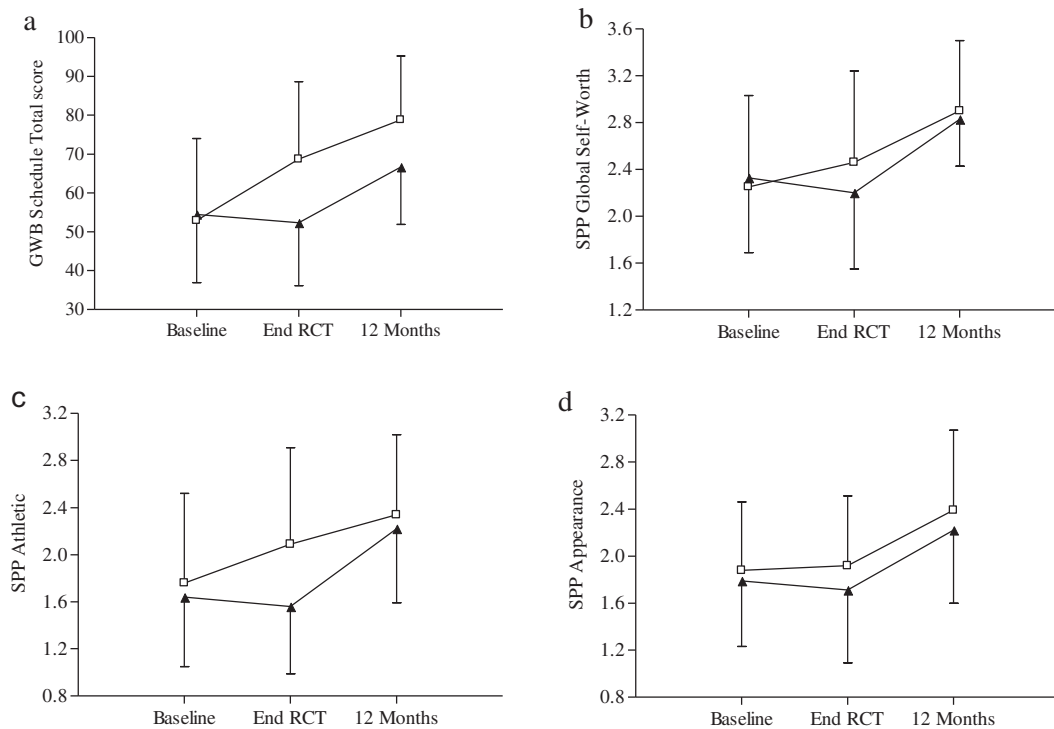 a
GWB Schedule Total score
100
90
80
70
60
50
40
30
Baseline
End RCT
12 Months
b
SPP Global Self-Worth
3.6
3.2
2.8
2.4
2.0
1.6
1.2
Baseline
End RCT
12 Months
c
SPP Athletic
3.2
2.8
2.4
2.0
1.6
1.2
0.8
Baseline
End RCT
12 Months
d
SPP Appearance
3.2
2.8
2.4
2.0
1.6
1.2
0.8
Baseline
End RCT
12 Months